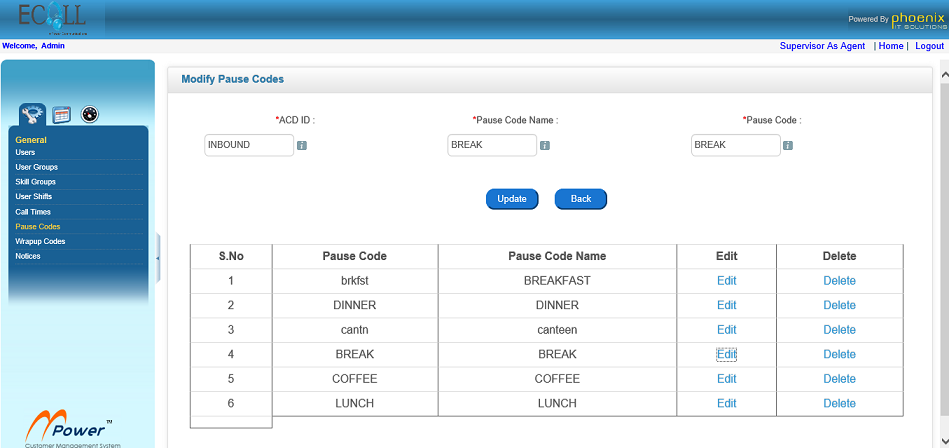 ECLL
Powered By phoenix
IT SOLUTIONS
Welcome, Admin
Supervisor As Agent | Home | Logout
Modify Pause Codes
*ACD ID :
*Pause Code Name :
*Pause Code :
INBOUND
BREAK
BREAK
Update Back
General
Users
User Groups
Skill Groups
User Shifts
Call Times
Pause Codes
Wrapup Codes
Notices
S.No Pause Code Pause Code Name Edit Delete
1 brkfst BREAKFAST Edit Delete
2 DINNER DINNER Edit Delete
3 cantn canteen Edit Delete
4 BREAK BREAK Edit Delete
5 COFFEE COFFEE Edit Delete
6 LUNCH LUNCH Edit Delete
MPower™
Customer Management System